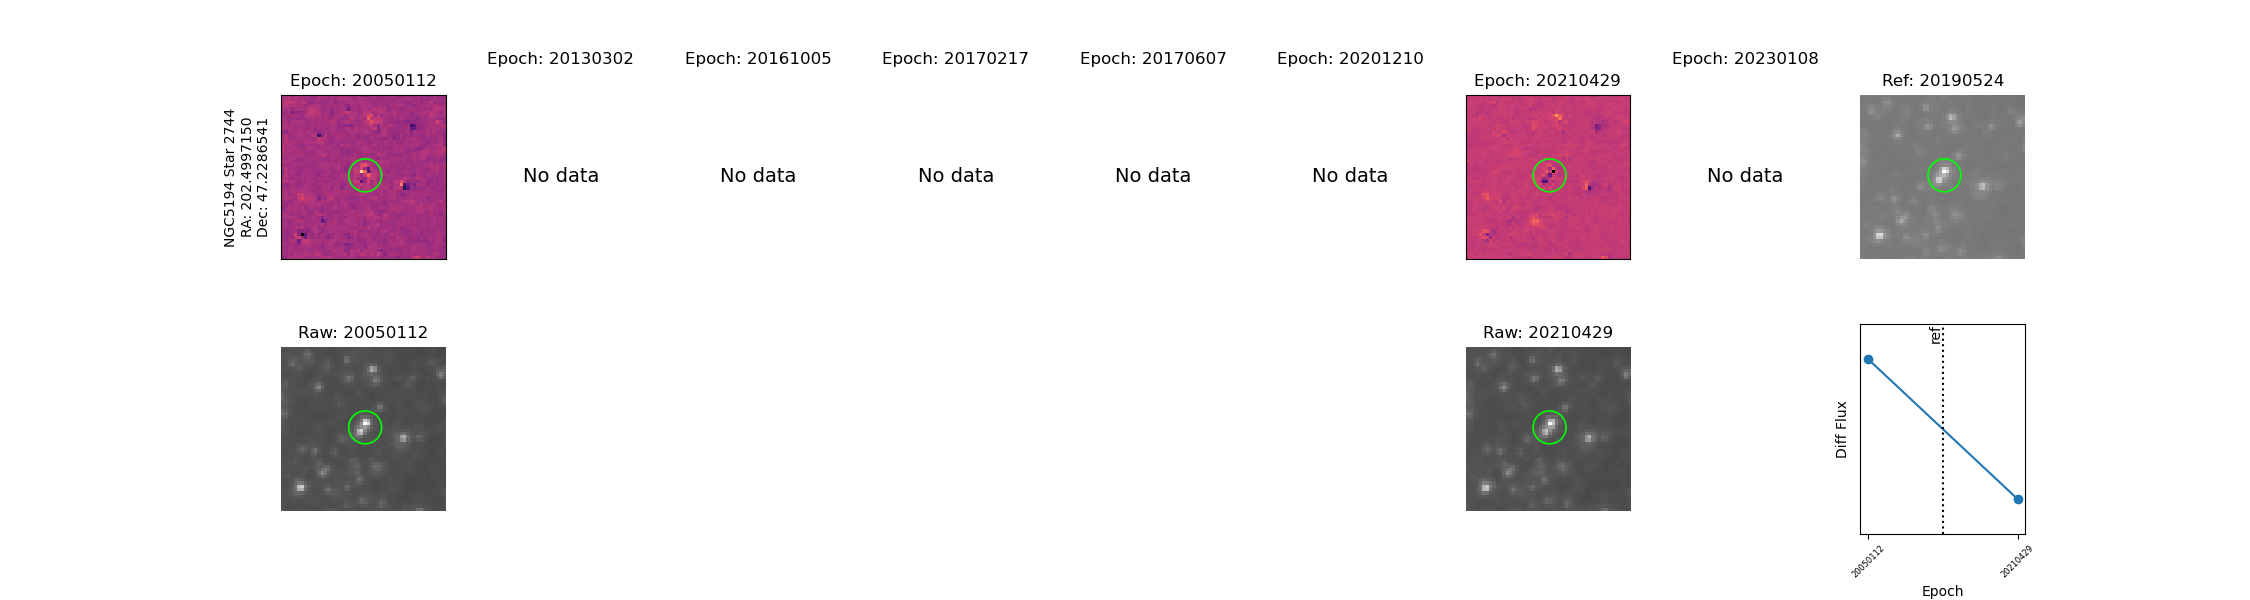 Epoch: 20050112
Epoch: 20130302
Epoch: 20161005
Epoch: 20170217
Epoch: 20170607
Epoch: 20201210
Epoch: 20210429
Epoch: 20230108
Ref: 20190524
NGC5194 Star 2744
RA: 202.4997150
Dec: 47.2286541
No data
No data
No data
No data
No data
No data
Raw: 20050112
Raw: 20210429
ref
Diff Flux
20050112
20210429
Epoch